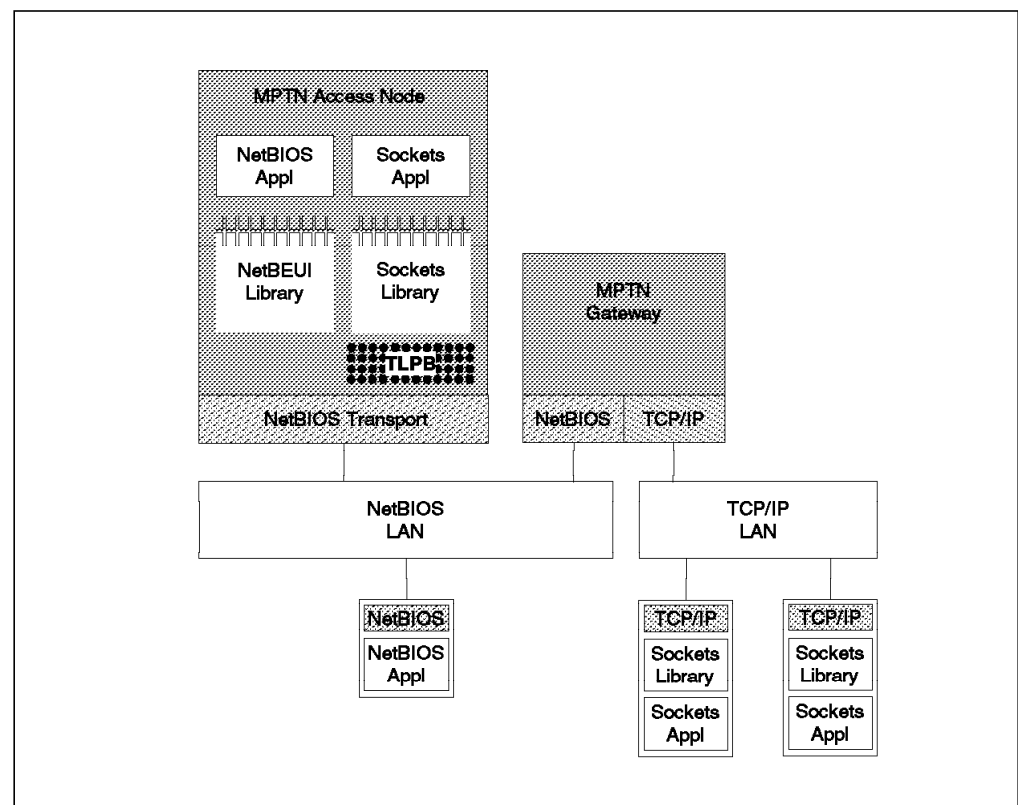 MPTN Access Node
NetBIOS
Appl
Sockets
Appl
NetBEUI
Library
Sockets
Library
TLPB
NetBIOS Transport
MPTN
Gateway
NetBIOS
TCP/IP
NetBIOS
LAN
TCP/IP
LAN
NetBIOS
NetBIOS
Appl
TCP/IP
Sockets
Library
Sockets
Appl
TCP/IP
Sockets
Library
Sockets
Appl